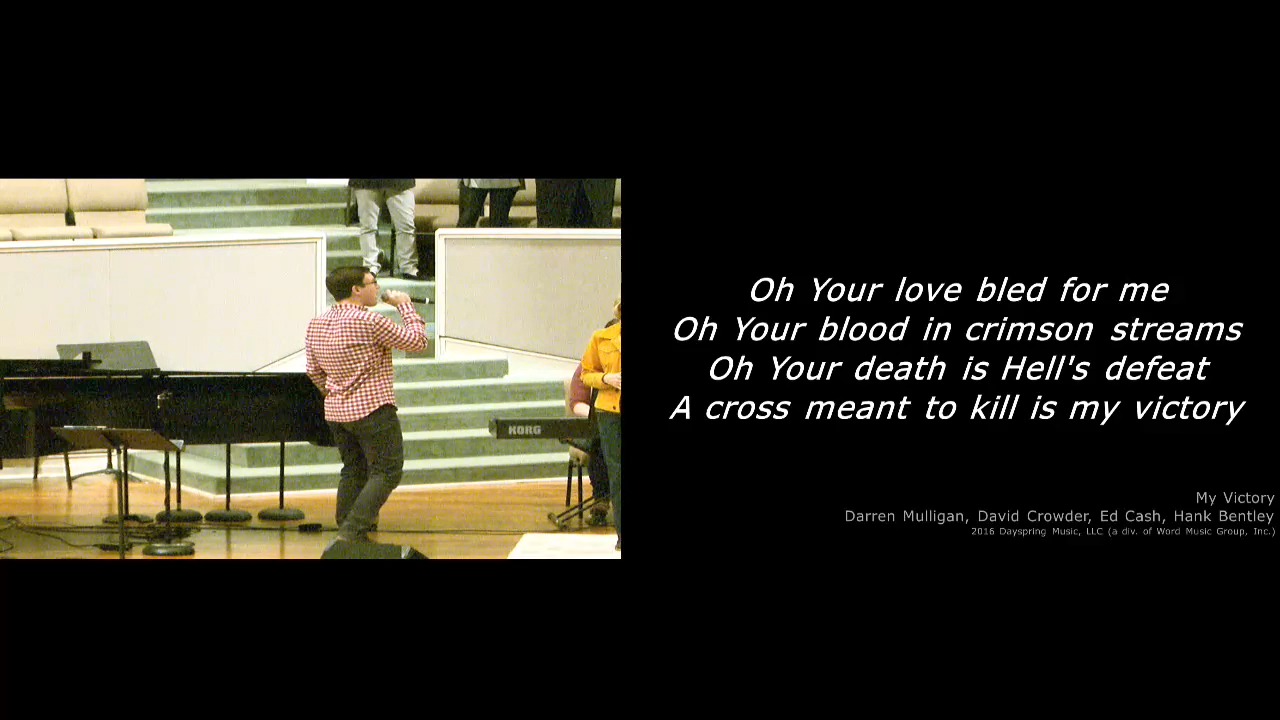 Oh Your love bled for me
Oh Your blood in crimson streams
Oh Your death is Hell's defeat
A cross meant to kill is my victory
My Victory
Darren Mulligan, David Crowder, Ed Cash, Hank Bentley
2016 Dayspring Music, LLC (a div. of Word Music Group, Inc.)
KORG